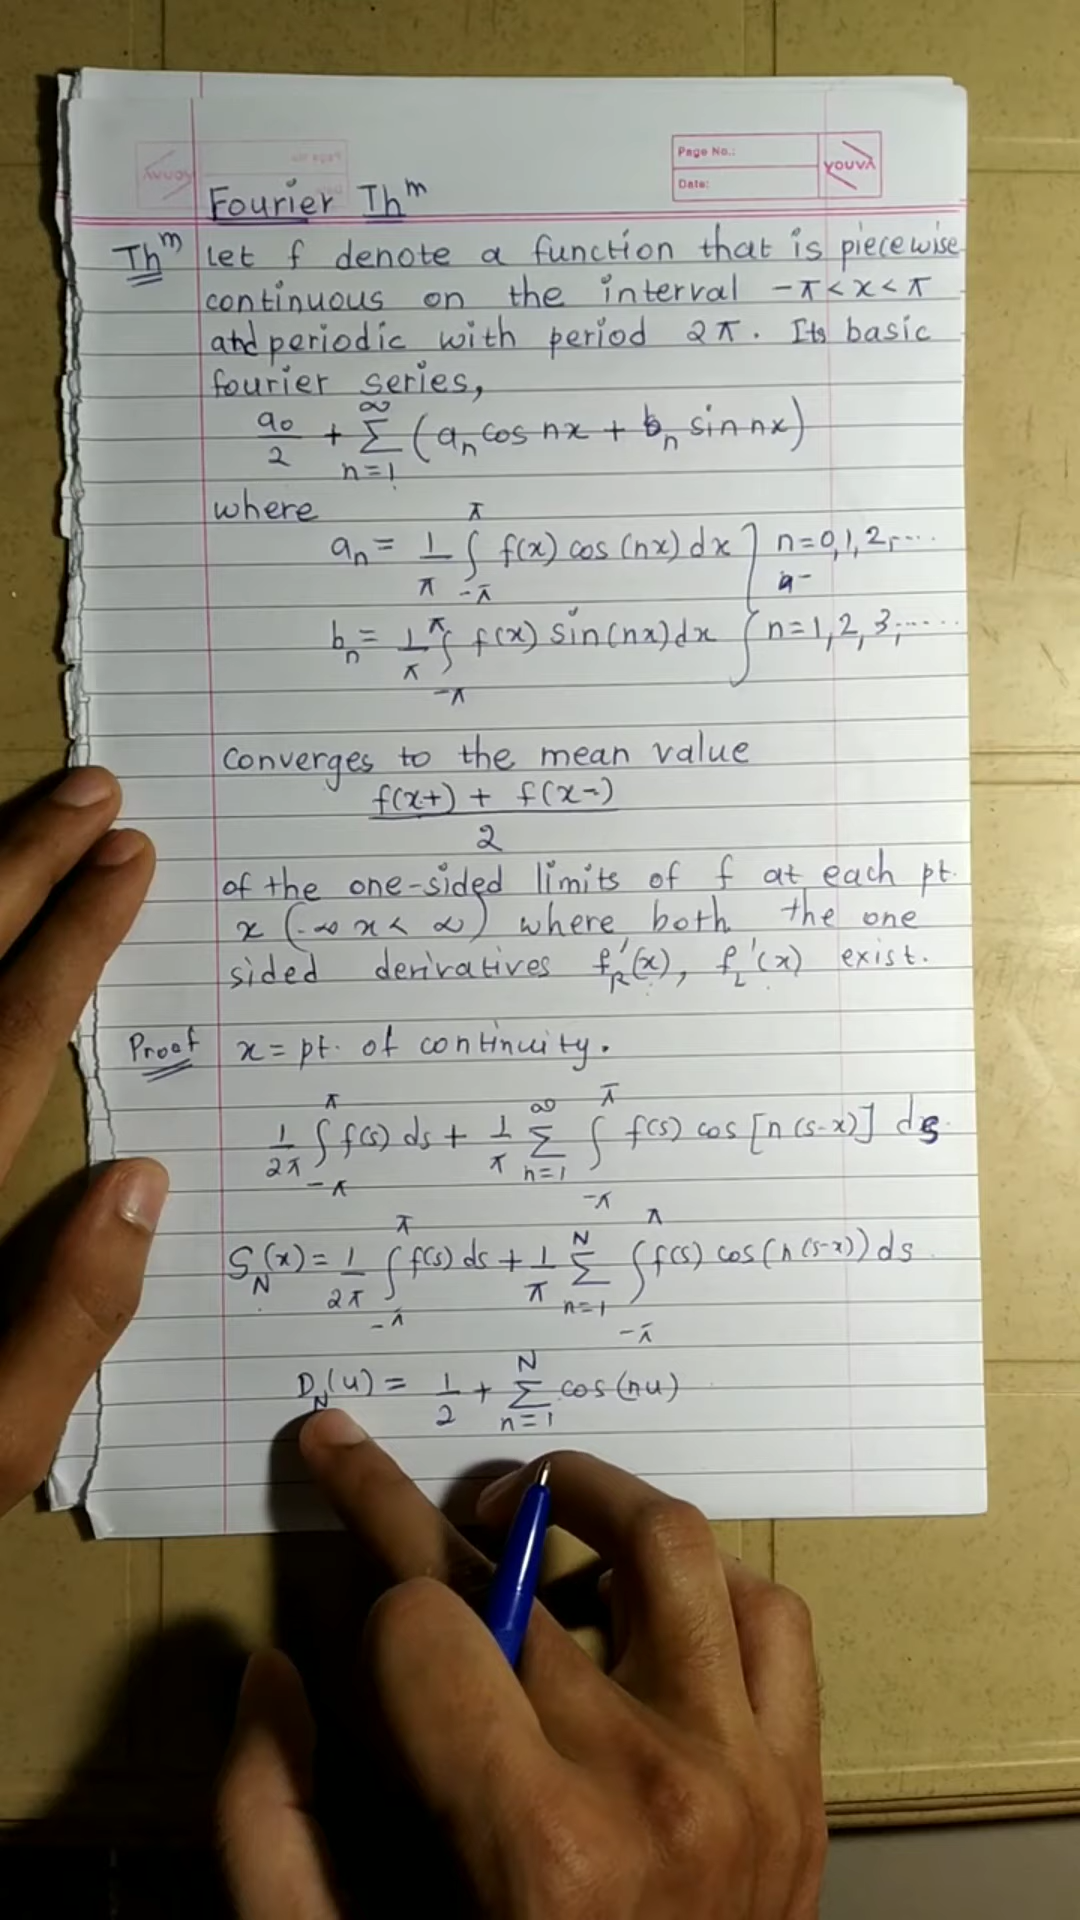 Page No.:
Date:
YOUVA
Fourier Thᵐ
Thᵐ Let f denote a function that is piecewise
continuous on the interval -π < x < π
and periodic with period 2π. Its basic
fourier series,
a₀/2 + ∑_{n=1}^{∞} (aₙ cos nx + bₙ sin nx)
where
aₙ = 1/π ∫_{-π}^{π} f(x) cos (nx) dx } n=0,1,2,....
bₙ = 1/π ∫_{-π}^{π} f(x) sin(nx) dx } n=1,2,3,.....
converges to the mean value
f(x+) + f(x-)
2
of the one-sided limits of f at each pt.
x (-∞ x < ∞) where both the one
sided derivatives f'_R(x), f'_L(x) exist.
Proof x = pt. of continuity.
1/2π ∫_{-π}^{π} f(s) ds + 1/π ∑_{n=1}^{∞} ∫_{-π}^{π} f(s) cos [n(s-x)] ds
S_N(x) = 1/2π ∫_{-π}^{π} f(s) ds + 1/π ∑_{n=1}^{N} ∫_{-π}^{π} f(s) cos(n(s-x)) ds
D_N(u) = 1/2 + ∑_{n=1}^{N} cos(nu)